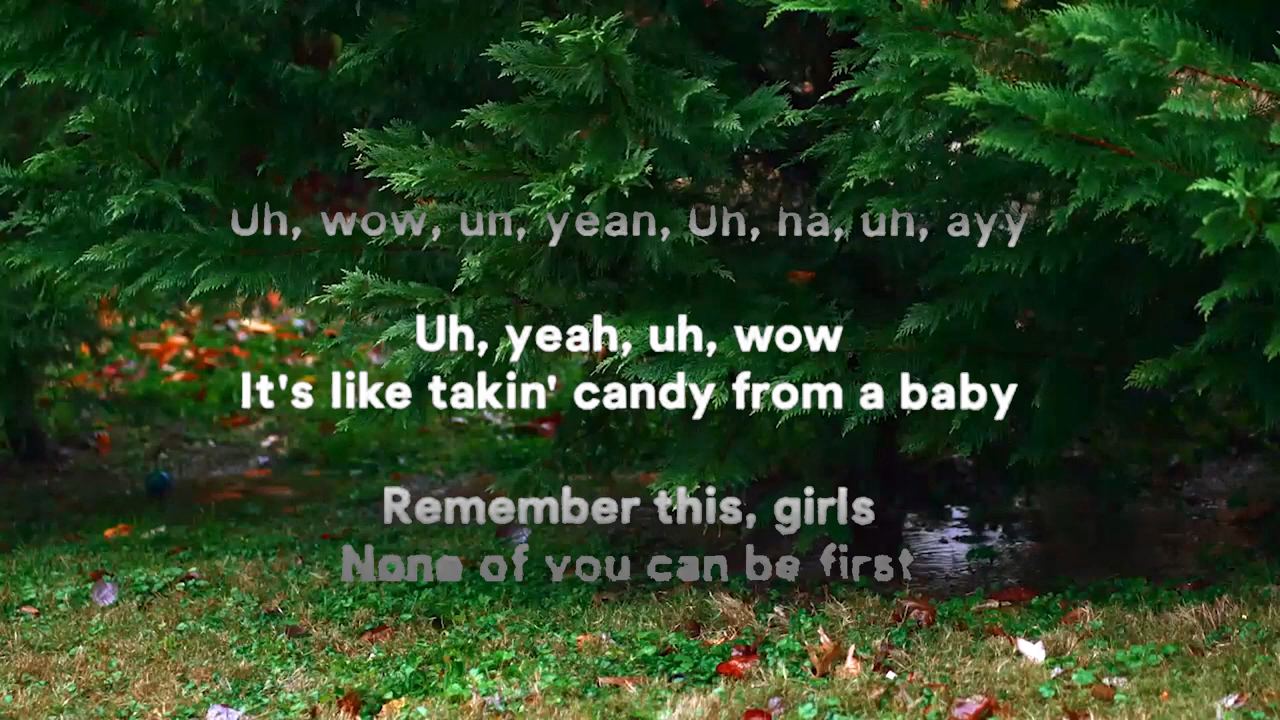 Uh, wow, uh, yeah, Uh, ha, uh, ayy
Uh, yeah, uh, wow
It's like takin' candy from a baby
Remember this, girls
None of you can be first